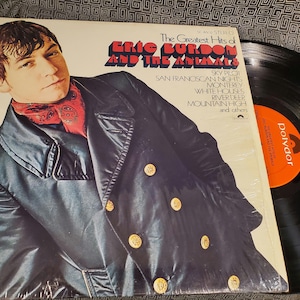 The Greatest Hits of
ERIC BURDON
AND THE ANIMALS
SKY PILOT
SAN FRANCISCAN NIGHTS
MONTEREY
WHITE HOUSES
RIVER DEEP
MOUNTAIN HIGH
and others
polydor